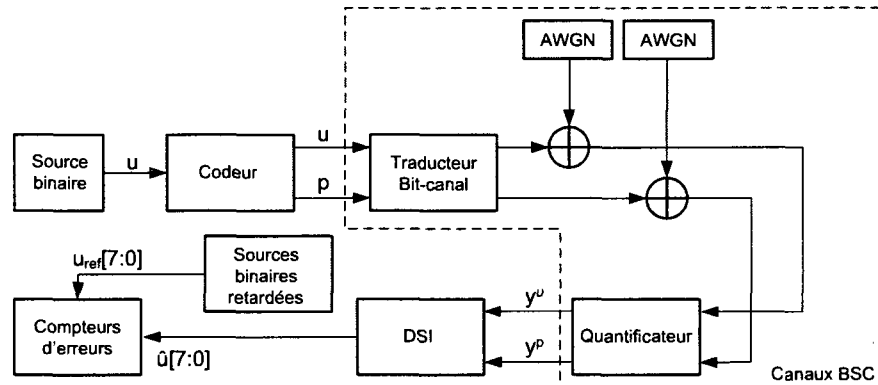 AWGN
AWGN
Source
binaire
u
Codeur
u
p
Traducteur
Bit-canal
u_ref[7:0]
Sources
binaires
retardées
Compteurs
d'erreurs
û[7:0]
DSI
y^u
y^p
Quantificateur
Canaux BSC